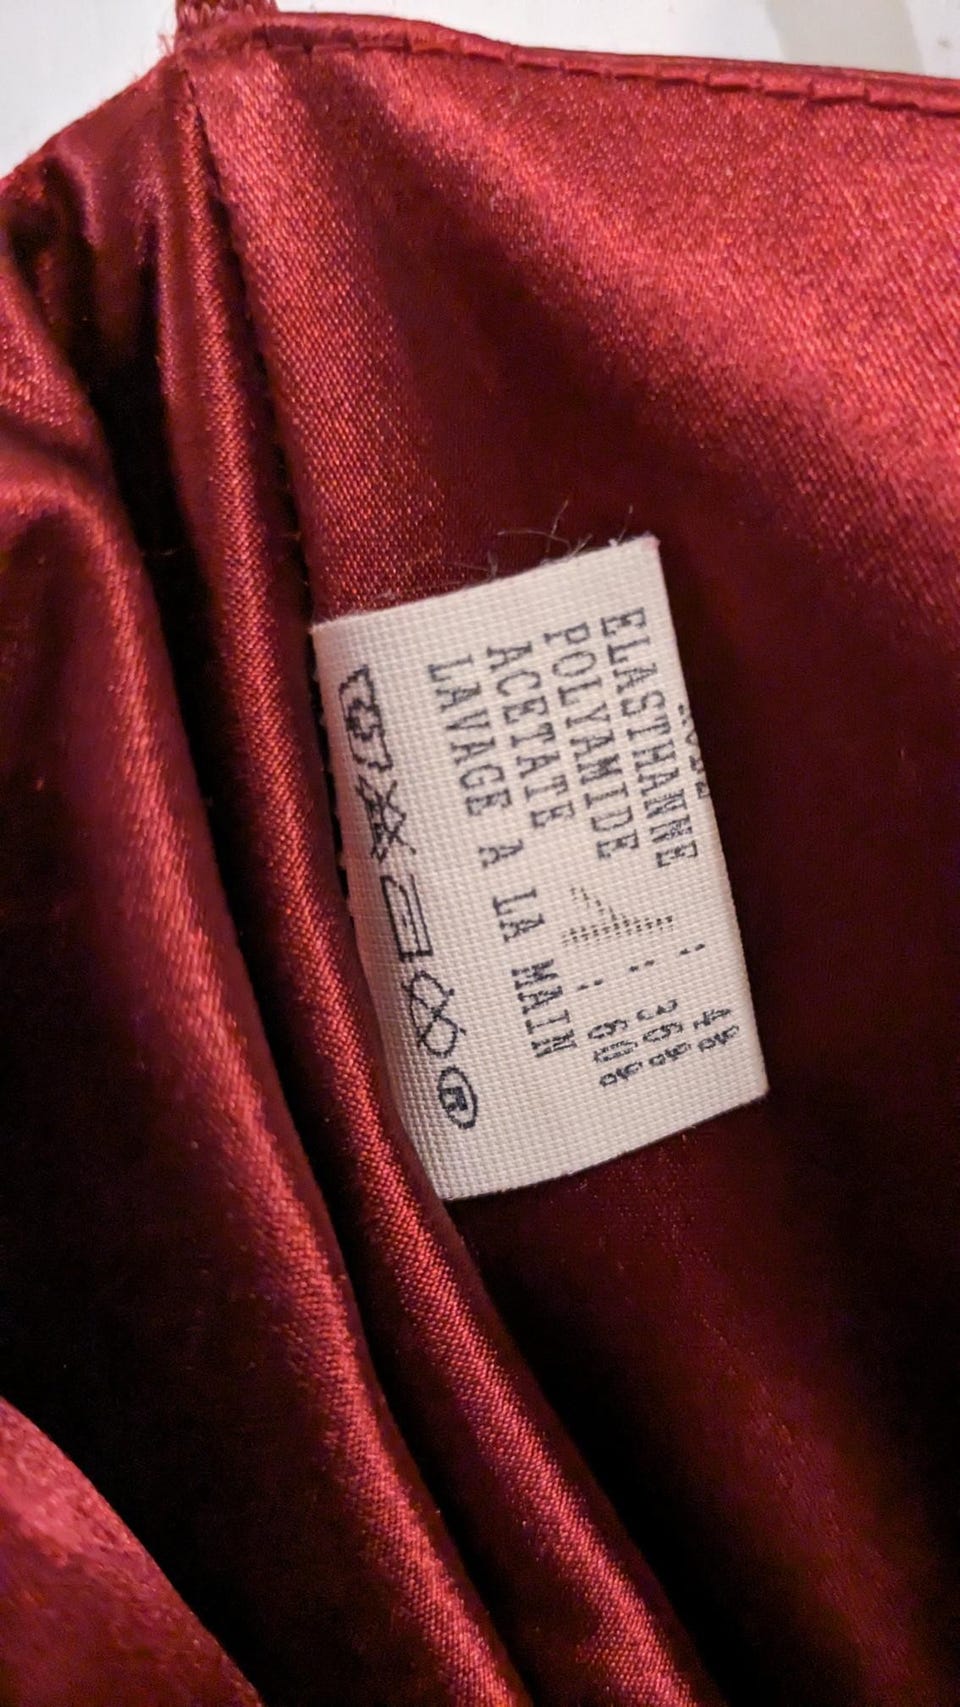 ELASTHANNE : 4%
POLYAMIDE : 36%
ACETATE : 60%
LAVAGE A LA MAIN